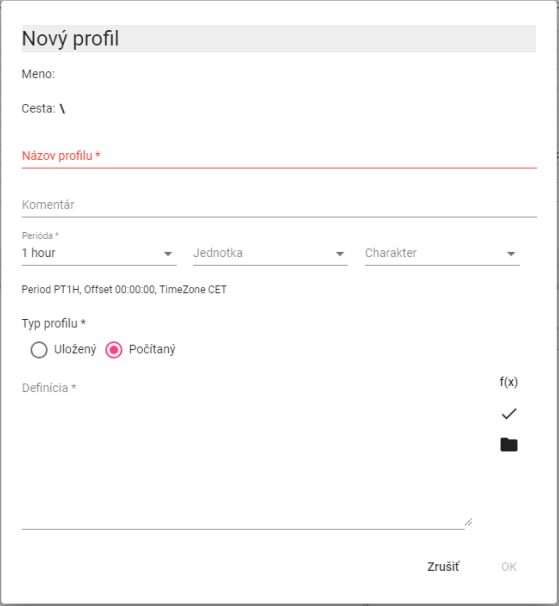 Nový profil
Meno:
Cesta: \
Názov profilu *
Komentár
Perióda *
1 hour Jednotka Charakter
Period PT1H, Offset 00:00:00, TimeZone CET
Typ profilu *
Uložený Počítaný
Definícia * f(x)
Zrušiť OK